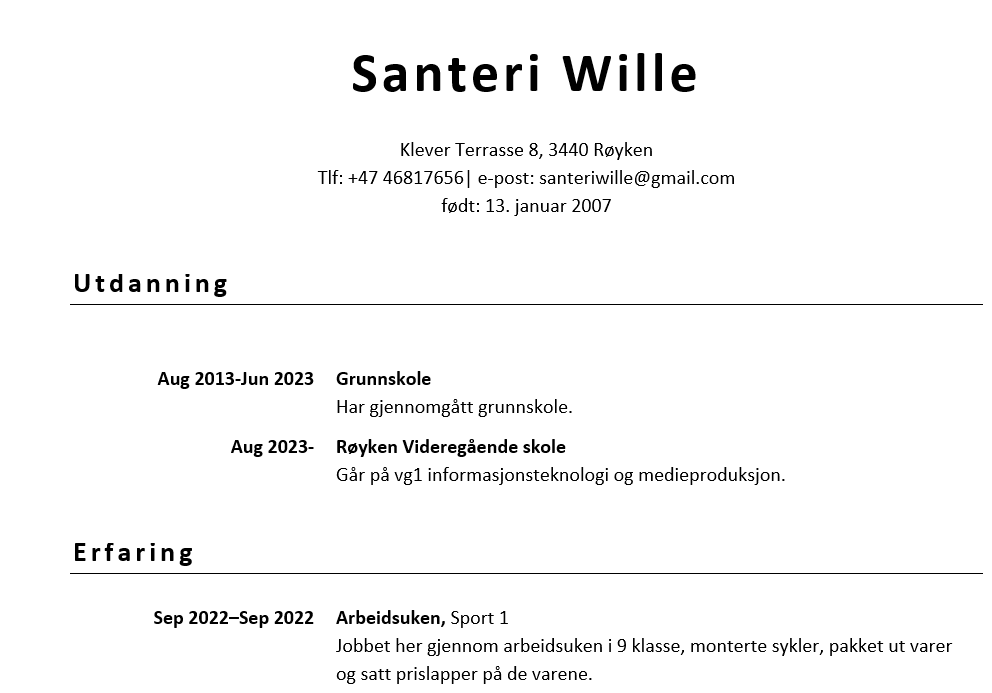 Santeri Wille
Klever Terrasse 8, 3440 Røyken
Tlf: +47 46817656| e-post: santeriwille@gmail.com
født: 13. januar 2007
Utdanning
Aug 2013-Jun 2023 Grunnskole
Har gjennomgått grunnskole.
Aug 2023- Røyken Videregående skole
Går på vg1 informasjonsteknologi og medieproduksjon.
Erfaring
Sep 2022–Sep 2022 Arbeidsuken, Sport 1
Jobbet her gjennom arbeidsuken i 9 klasse, monterte sykler, pakket ut varer
og satt prislapper på de varene.